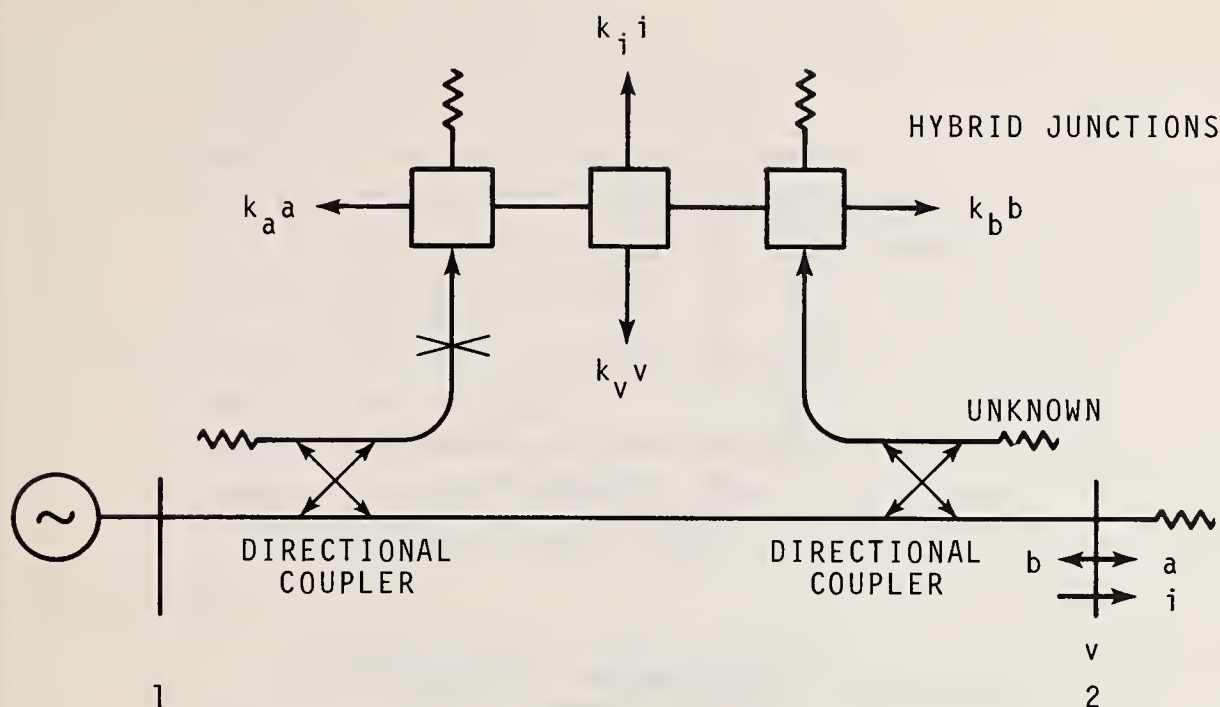 k_i i
HYBRID JUNCTIONS
k_a a
k_b b
k_v v
UNKNOWN
~
DIRECTIONAL
COUPLER
DIRECTIONAL
COUPLER
b
a
i
v
1
2